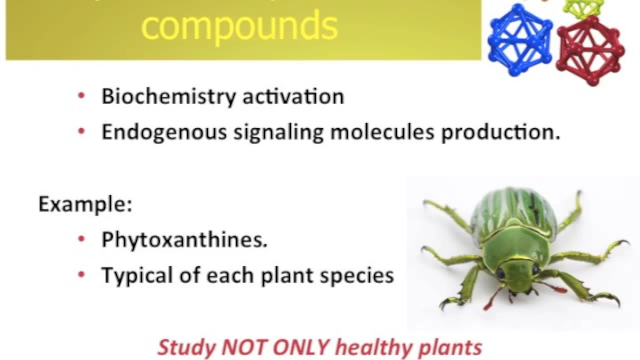 compounds
Biochemistry activation
Endogenous signaling molecules production.
Example:
Phytoxanthines.
Typical of each plant species
Study NOT ONLY healthy plants